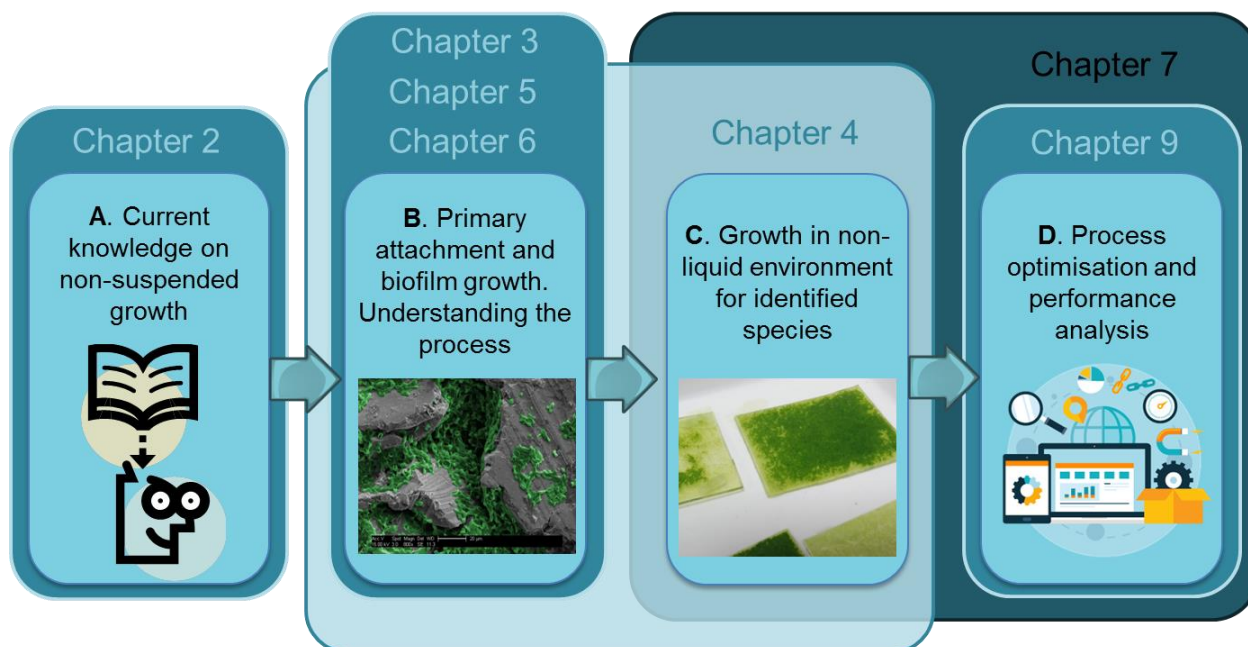 Chapter 2
A. Current
knowledge on
non-suspended
growth
Chapter 3
Chapter 5
Chapter 6
B. Primary
attachment and
biofilm growth.
Understanding the
process
Chapter 4
C. Growth in non-
liquid environment
for identified
species
Chapter 7
Chapter 9
D. Process
optimisation and
performance
analysis